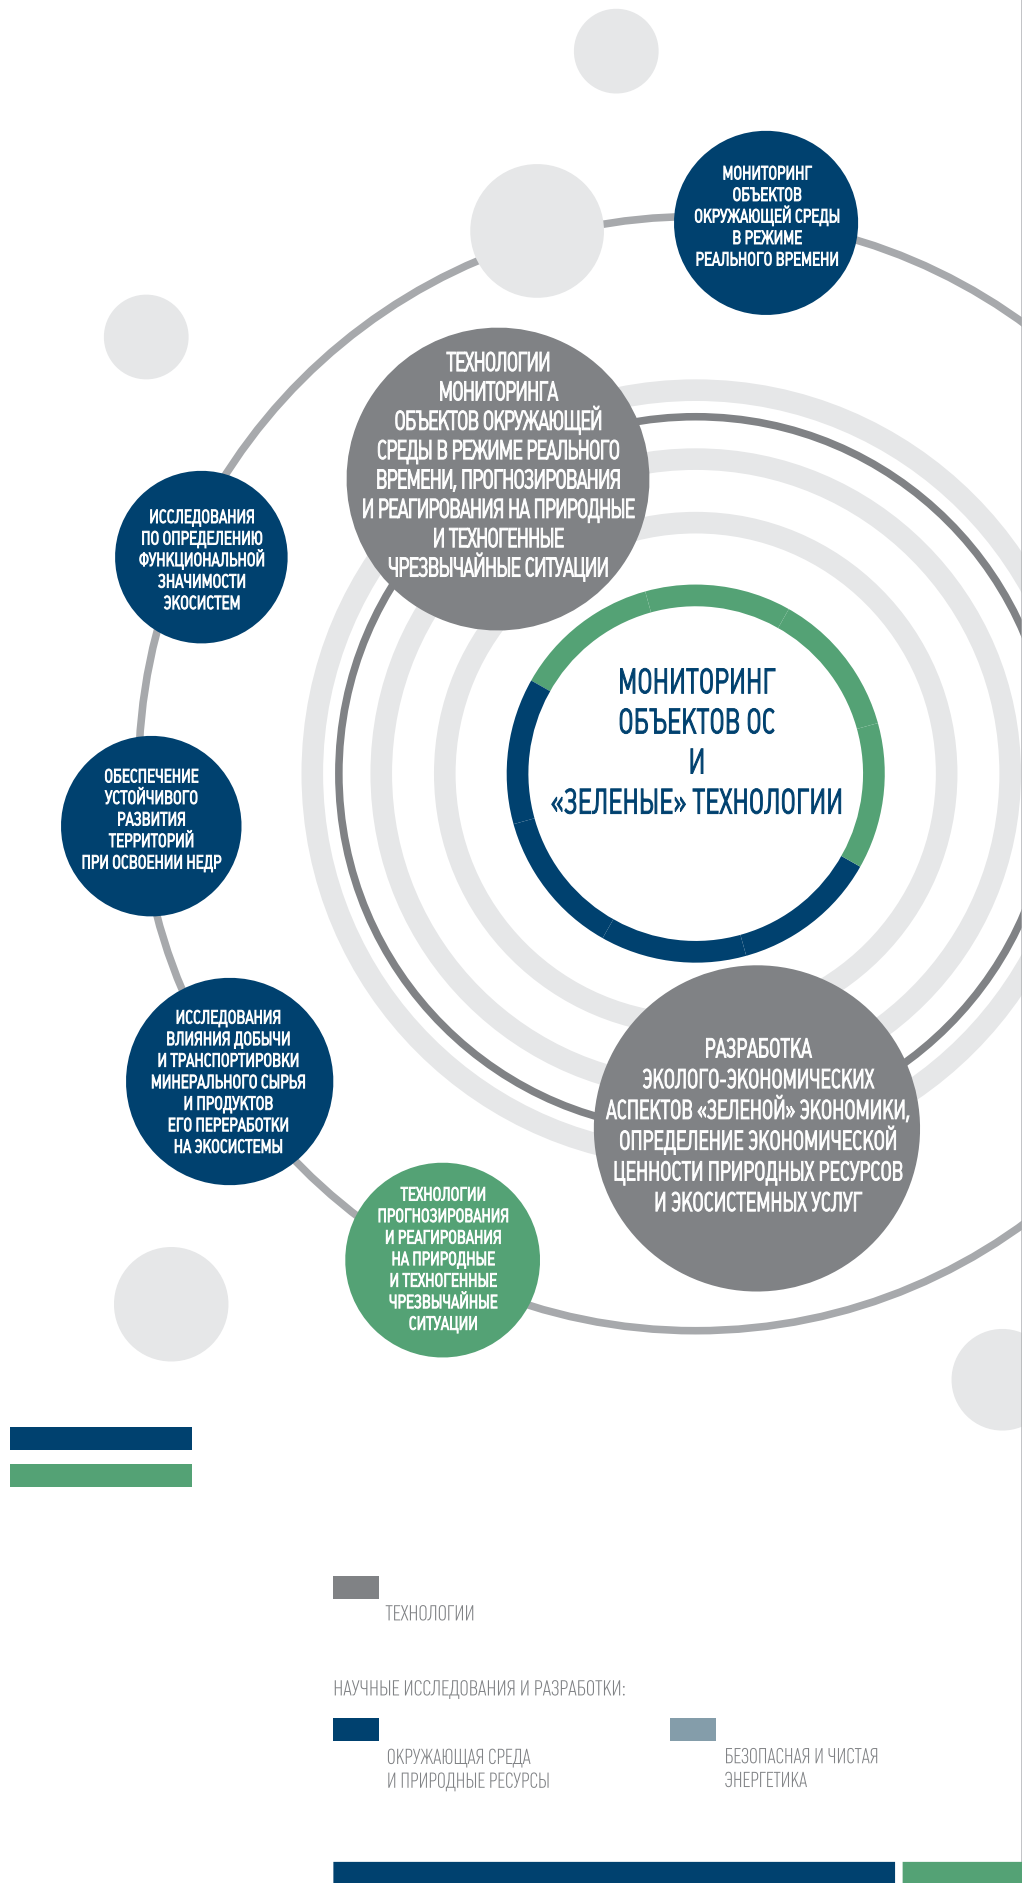 МОНИТОРИНГ
ОБЪЕКТОВ
ОКРУЖАЮЩЕЙ СРЕДЫ
В РЕЖИМЕ
РЕАЛЬНОГО ВРЕМЕНИ
ТЕХНОЛОГИИ
МОНИТОРИНГА
ОБЪЕКТОВ ОКРУЖАЮЩЕЙ
СРЕДЫ В РЕЖИМЕ РЕАЛЬНОГО
ВРЕМЕНИ, ПРОГНОЗИРОВАНИЯ
И РЕАГИРОВАНИЯ НА ПРИРОДНЫЕ
И ТЕХНОГЕННЫЕ
ЧРЕЗВЫЧАЙНЫЕ СИТУАЦИИ
ИССЛЕДОВАНИЯ
ПО ОПРЕДЕЛЕНИЮ
ФУНКЦИОНАЛЬНОЙ
ЗНАЧИМОСТИ
ЭКОСИСТЕМ
МОНИТОРИНГ
ОБЪЕКТОВ ОС
И
«ЗЕЛЕНЫЕ» ТЕХНОЛОГИИ
ОБЕСПЕЧЕНИЕ
УСТОЙЧИВОГО
РАЗВИТИЯ
ТЕРРИТОРИЙ
ПРИ ОСВОЕНИИ НЕДР
ИССЛЕДОВАНИЯ
ВЛИЯНИЯ ДОБЫЧИ
И ТРАНСПОРТИРОВКИ
МИНЕРАЛЬНОГО СЫРЬЯ
И ПРОДУКТОВ
ЕГО ПЕРЕРАБОТКИ
НА ЭКОСИСТЕМЫ
РАЗРАБОТКА
ЭКОЛОГО-ЭКОНОМИЧЕСКИХ
АСПЕКТОВ «ЗЕЛЕНОЙ» ЭКОНОМИКИ,
ОПРЕДЕЛЕНИЕ ЭКОНОМИЧЕСКОЙ
ЦЕННОСТИ ПРИРОДНЫХ РЕСУРСОВ
И ЭКОСИСТЕМНЫХ УСЛУГ
ТЕХНОЛОГИИ
ПРОГНОЗИРОВАНИЯ
И РЕАГИРОВАНИЯ
НА ПРИРОДНЫЕ
И ТЕХНОГЕННЫЕ
ЧРЕЗВЫЧАЙНЫЕ
СИТУАЦИИ
ТЕХНОЛОГИИ
НАУЧНЫЕ ИССЛЕДОВАНИЯ И РАЗРАБОТКИ:
ОКРУЖАЮЩАЯ СРЕДА
И ПРИРОДНЫЕ РЕСУРСЫ
БЕЗОПАСНАЯ И ЧИСТАЯ
ЭНЕРГЕТИКА